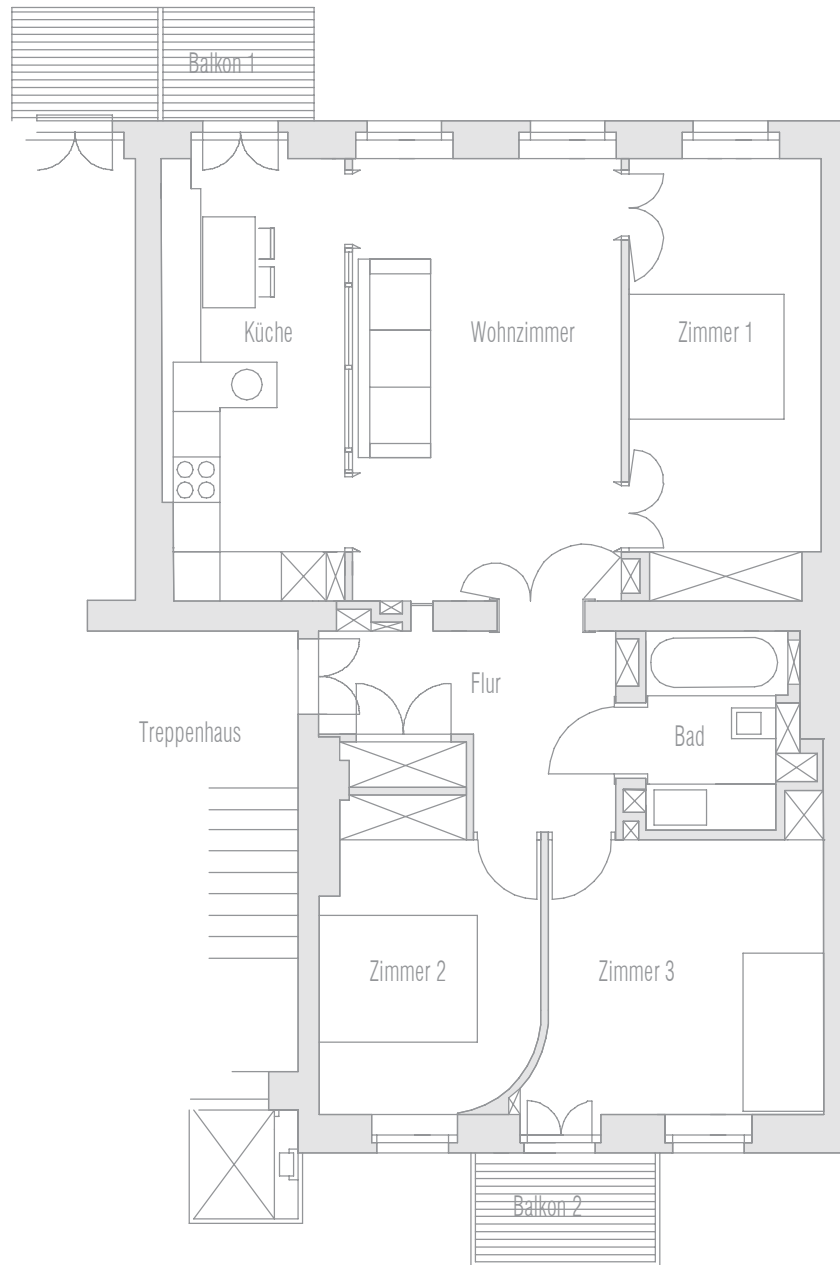 Balkon 1
Küche
Wohnzimmer
Zimmer 1
Flur
Treppenhaus
Bad
Zimmer 2
Zimmer 3
Balkon 2